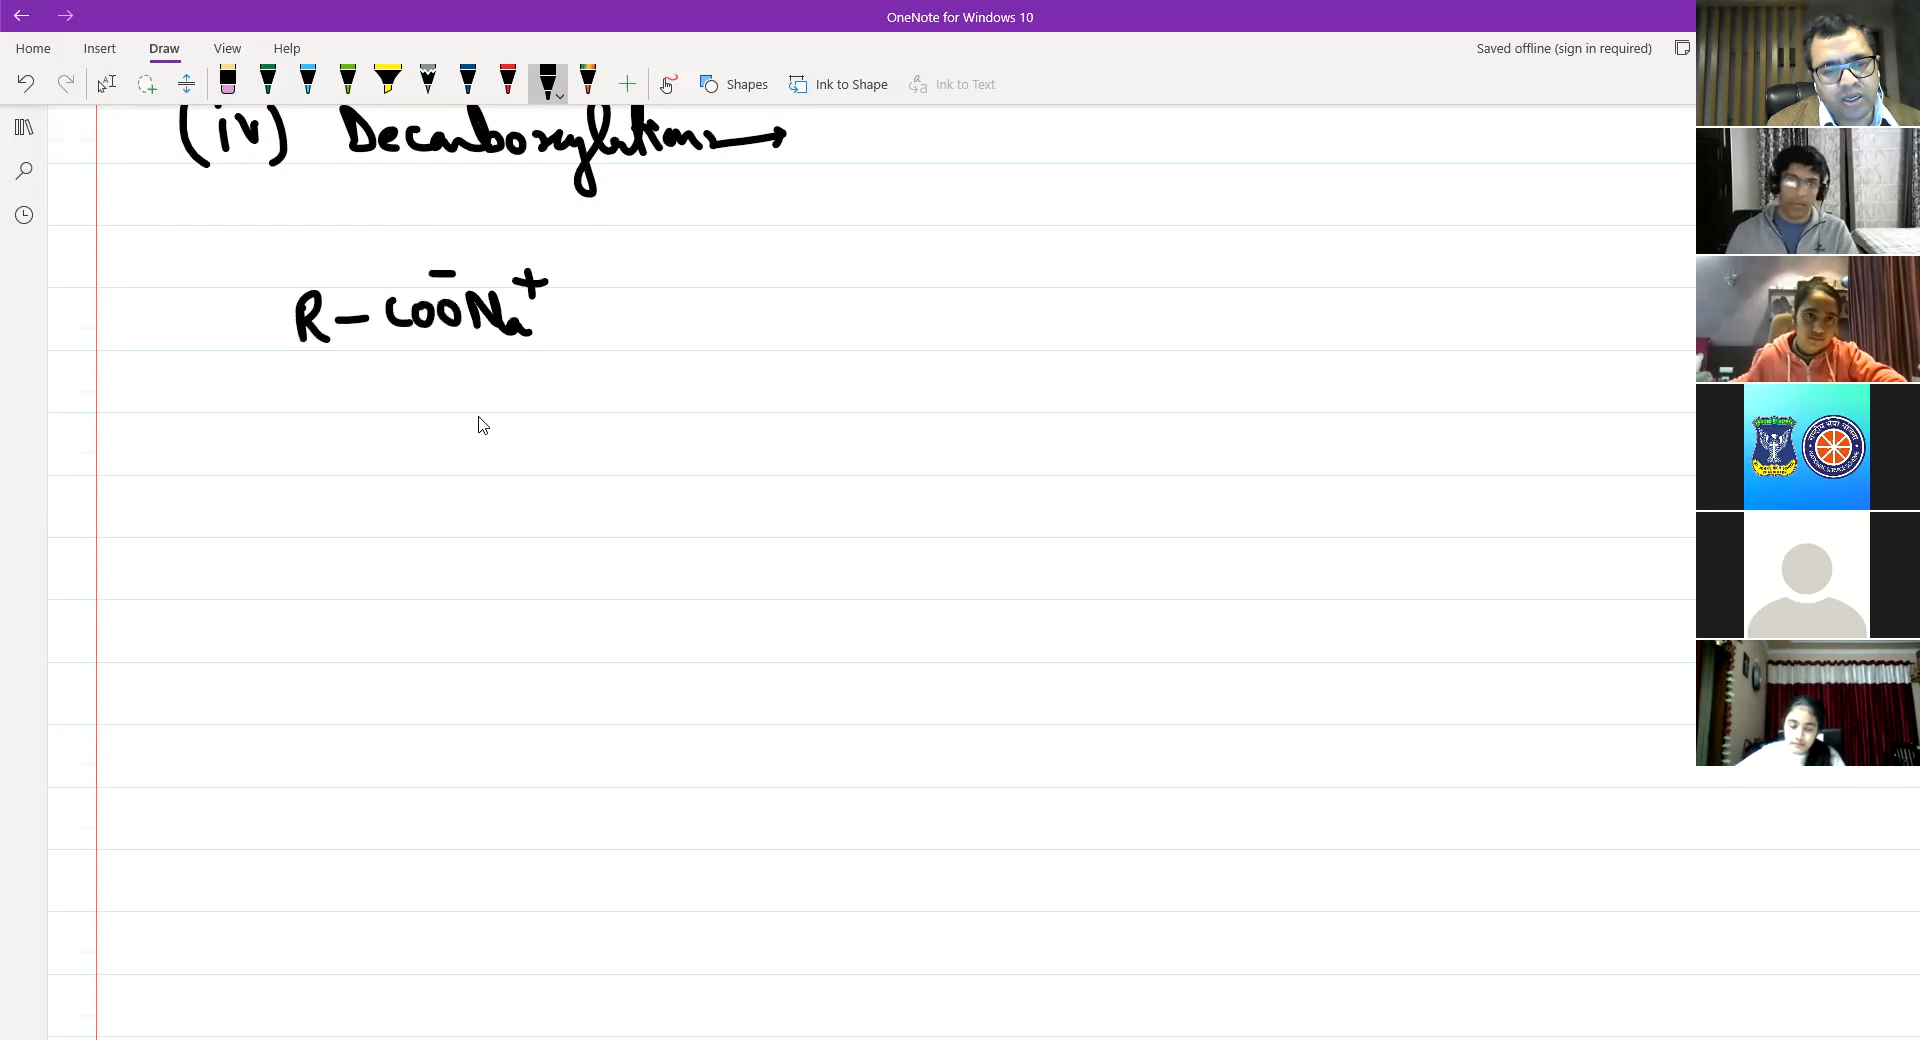 OneNote for Windows 10
Home Insert Draw View Help
Saved offline (sign in required)
Shapes Ink to Shape Ink to Text
(iv) Decarboxylation⟶
R – COO⁻Na⁺